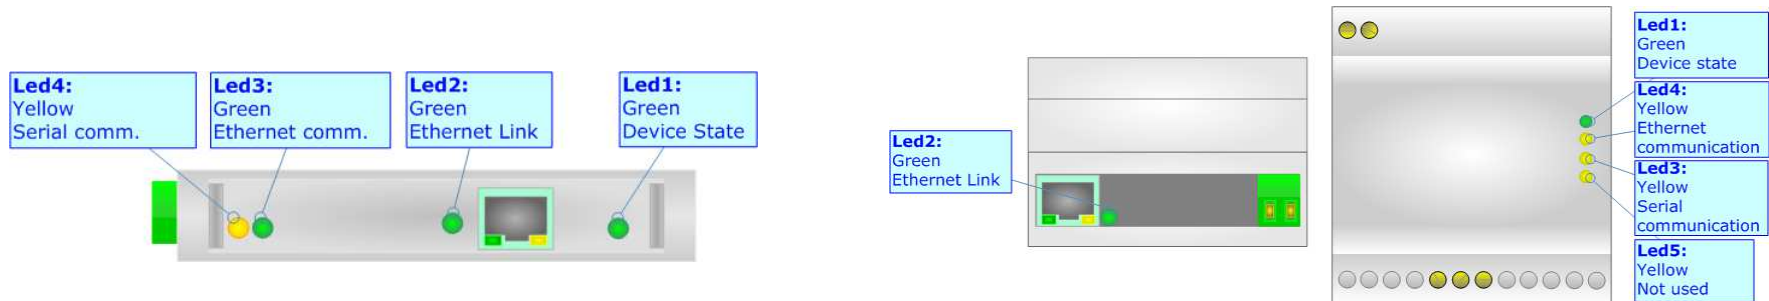 Led4:
Yellow
Serial comm.
Led3:
Green
Ethernet comm.
Led2:
Green
Ethernet Link
Led1:
Green
Device State
Led2:
Green
Ethernet Link
Led1:
Green
Device state
Led4:
Yellow
Ethernet
communication
Led3:
Yellow
Serial
communication
Led5:
Yellow
Not used